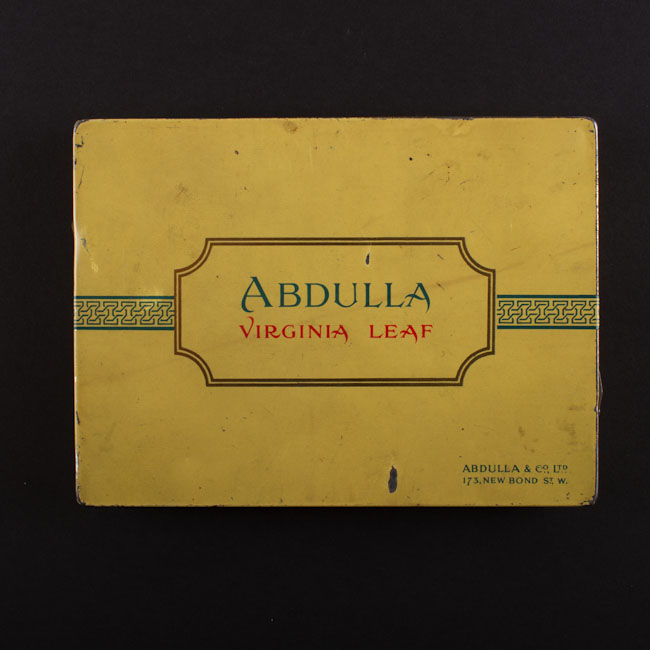 ABDULLA
VIRGINIA LEAF
ABDULLA & CO. LTD.
173, NEW BOND ST. W.